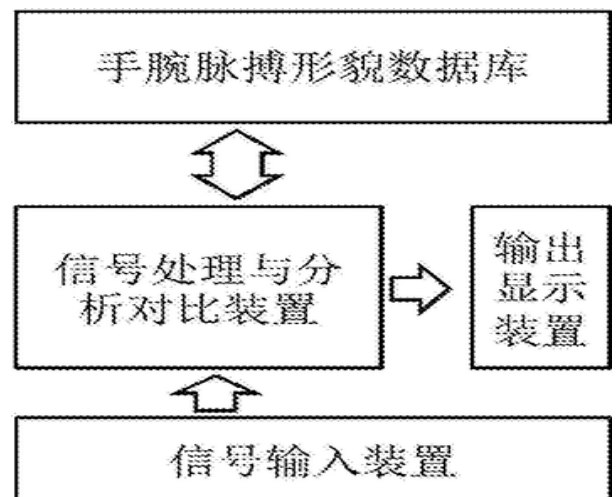 手腕脉搏形貌数据库
信号处理与分
析对比装置
输出
显示
装置
信号输入装置